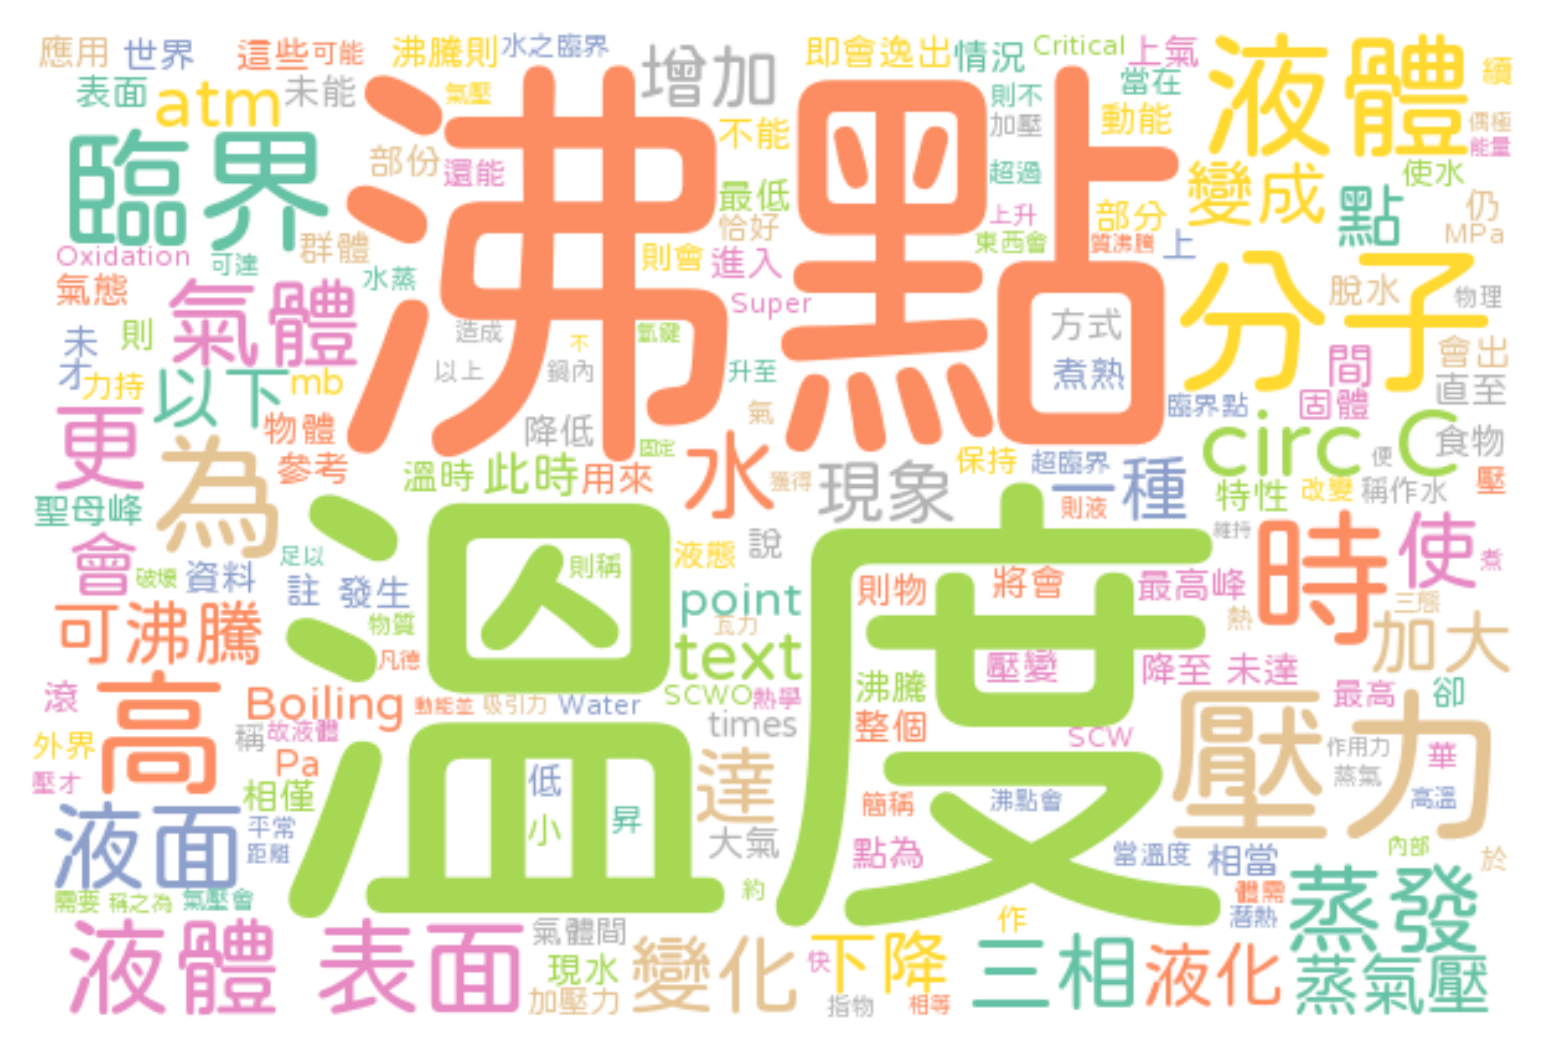 應用 世界 這些 可能 沸騰則 水之臨界 增加 即會逸出 情況 Critical 上氣 液體 續
表面 atm 未能 氣壓 則不 當在
臨界 部份 還能 不能 加壓 動能 偶極 能量
沸點
最低 超過 變成 點 使水 仍
恰好 上升 部分 MPa
Oxidation 可達 群體 則會 進入 東西會 質沸騰 上
氣態 氣體 水蒸 Super 分子 脫水 物理
未 則 造成 不 氫鍵 方式 間 會出
才 力持 以下 mb 以上 鍋內 升至 煮熟 直至
更 物體 降低 氣 臨界點 固體
為 參考 固定 水 circ C 便 食物
溫時 此時 用來 獲得 現象 保持 超臨界 一種 特性 改變 稱作水 壓
聖母峰 則液 維持
會 足以 液態 說 時 使 煮
破壞 資料 註 發生 則稱 則物 將會 最高峰
溫度
可沸騰 物質 point 瓦力 熱 三態 加大
凡德 text 壓變 降至 未達
滾 高 Boiling 動能並 吸引力 Water SCWO 熱學 沸騰 最高 卻
外界 稱 故液體 times 整個 SCW 壓力 作用力 華
壓才 Pa 蒸氣
相僅 低 達 簡稱 沸點會 高溫
液面 平常 小 昇 大氣
距離 點為 當溫度 相當 內部 於
需要 稱之為 氣壓會 約 體需 蒸發
液體 表面 氣體間 變化 作 潛熱
現水 快 下降 三相 液化 蒸氣壓
加壓力 指物 相等